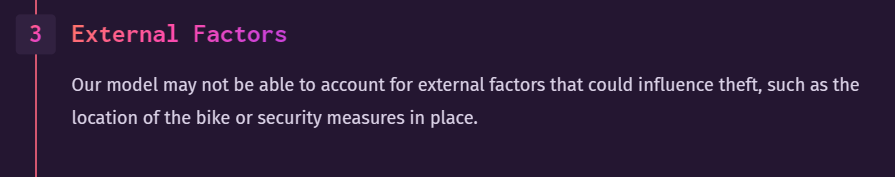 3 External Factors
Our model may not be able to account for external factors that could influence theft, such as the
location of the bike or security measures in place.